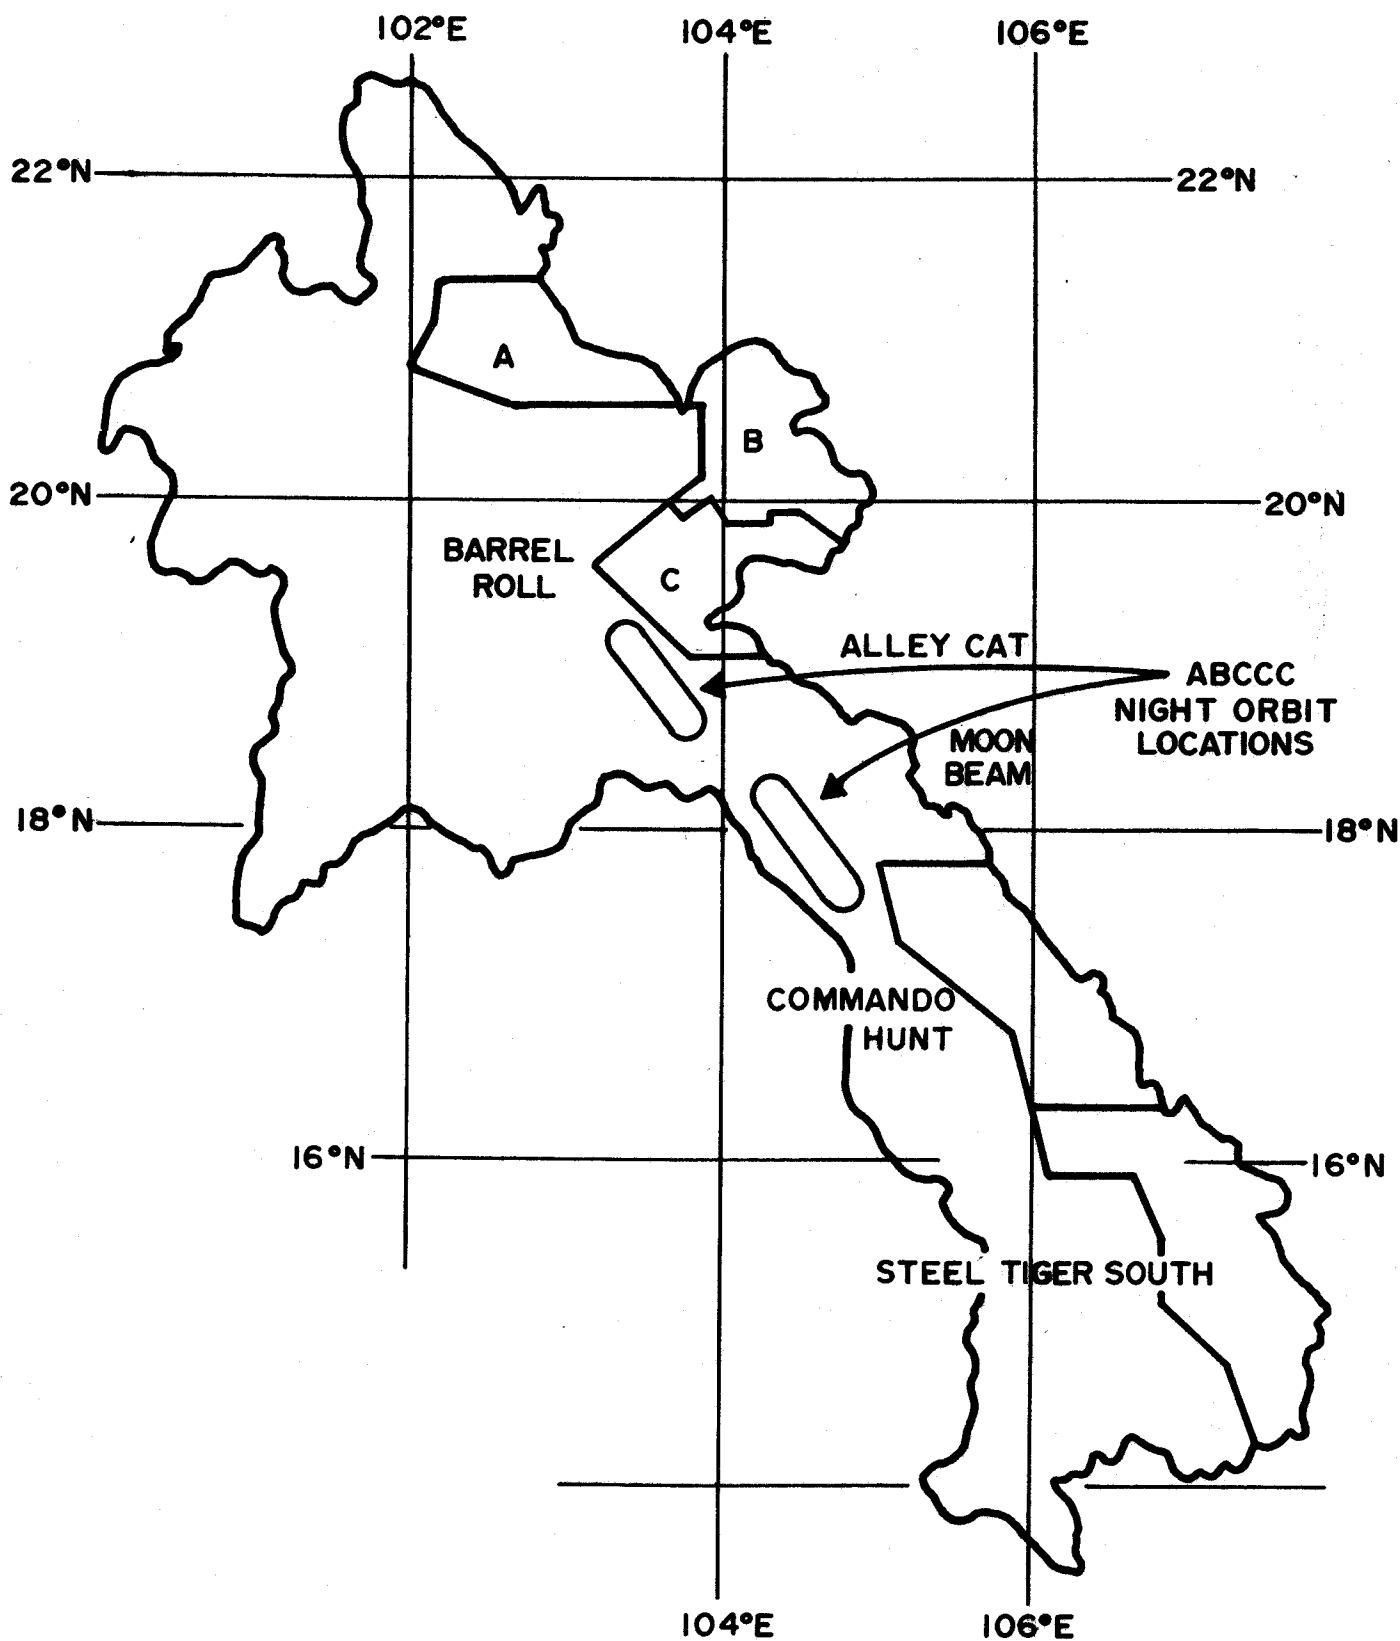 102°E
104°E
106°E
22°N
22°N
A
B
20°N
20°N
BARREL
ROLL
C
ALLEY CAT
ABCCC
NIGHT ORBIT
LOCATIONS
MOON
BEAM
18°N
18°N
COMMANDO
HUNT
16°N
16°N
STEEL TIGER SOUTH
104°E
106°E